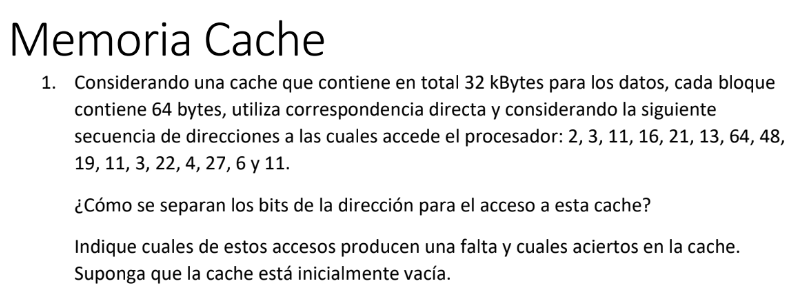 Memoria Cache
1. Considerando una cache que contiene en total 32 kBytes para los datos, cada bloque
contiene 64 bytes, utiliza correspondencia directa y considerando la siguiente
secuencia de direcciones a las cuales accede el procesador: 2, 3, 11, 16, 21, 13, 64, 48,
19, 11, 3, 22, 4, 27, 6 y 11.
¿Cómo se separan los bits de la dirección para el acceso a esta cache?
Indique cuales de estos accesos producen una falta y cuales aciertos en la cache.
Suponga que la cache está inicialmente vacía.